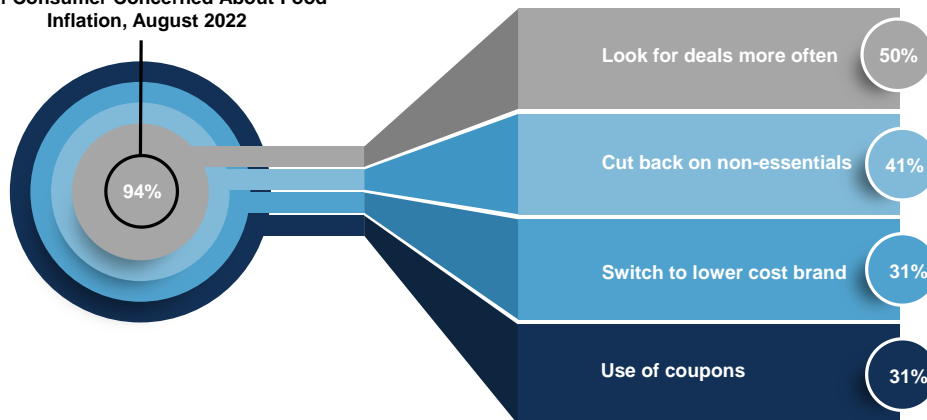 Consumer Concerned About Food
Inflation, August 2022
94%
Look for deals more often
50%
Cut back on non-essentials
41%
Switch to lower cost brand
31%
Use of coupons
31%